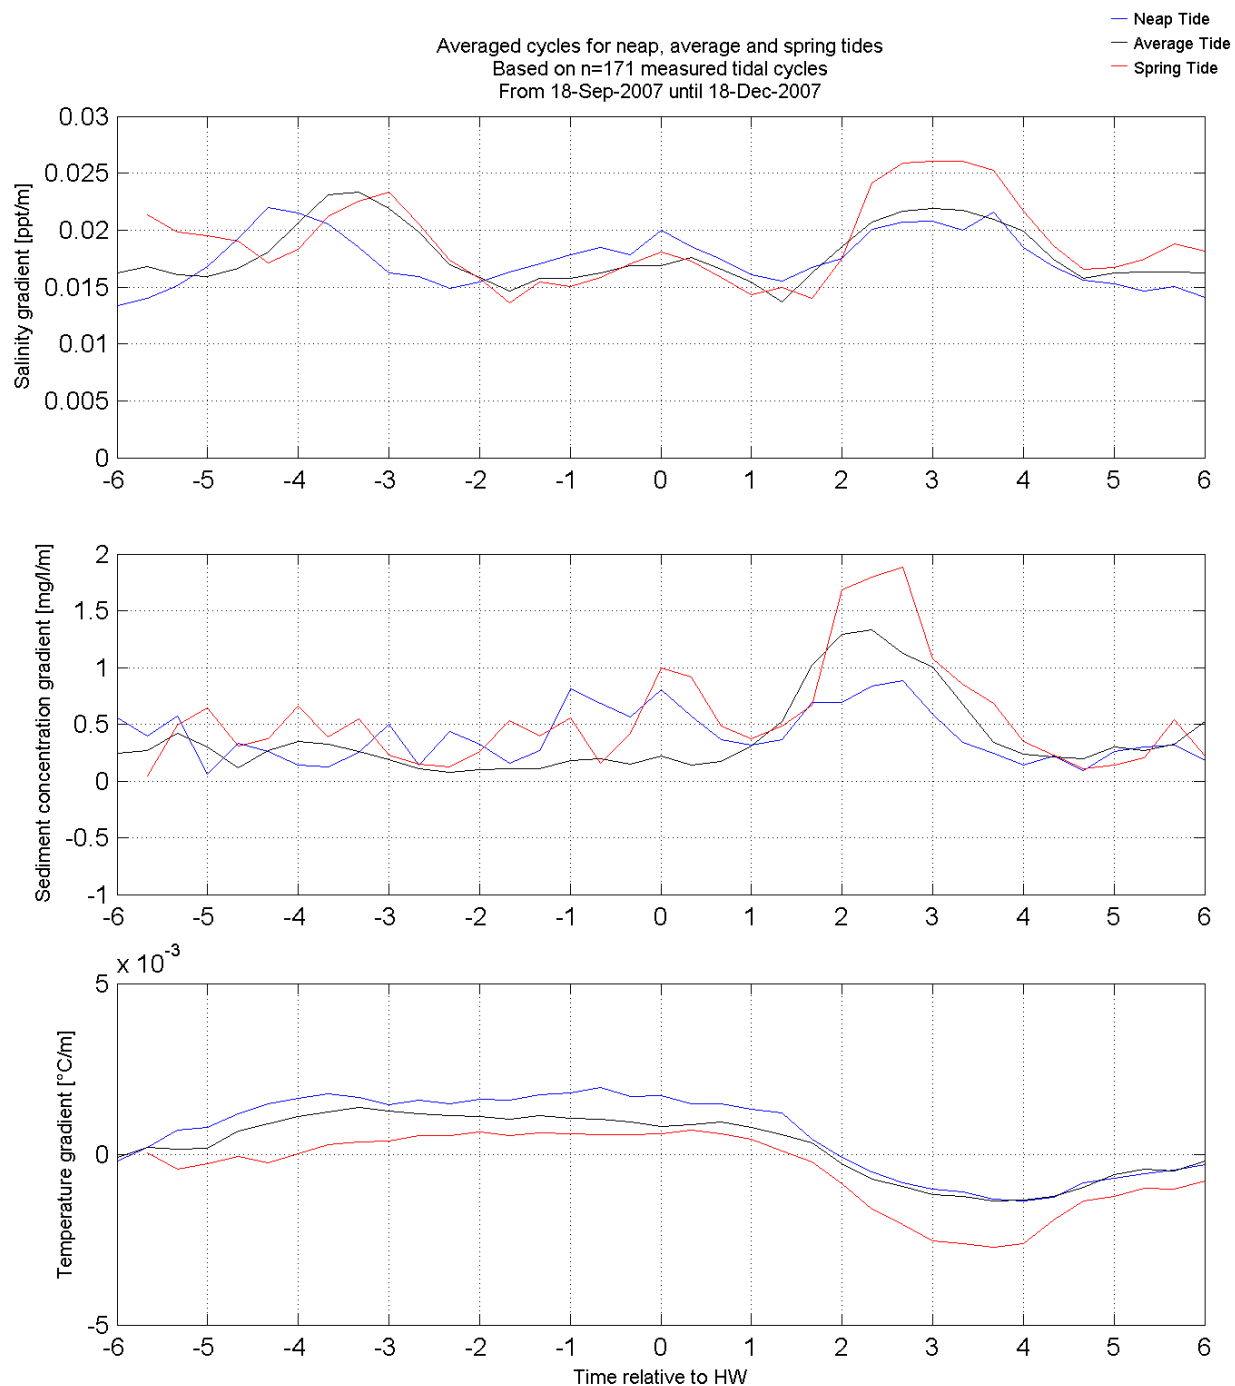 Neap Tide
Average Tide
Spring Tide
Averaged cycles for neap, average and spring tides
Based on n=171 measured tidal cycles
From 18-Sep-2007 until 18-Dec-2007
Salinity gradient [ppt/m]
0.03
0.025
0.02
0.015
0.01
0.005
0
-6 -5 -4 -3 -2 -1 0 1 2 3 4 5 6
Sediment concentration gradient [mg/l/m]
2
1.5
1
0.5
0
-0.5
-1
-6 -5 -4 -3 -2 -1 0 1 2 3 4 5 6
x 10⁻³
Temperature gradient [°C/m]
5
0
-5
-6 -5 -4 -3 -2 -1 0 1 2 3 4 5 6
Time relative to HW